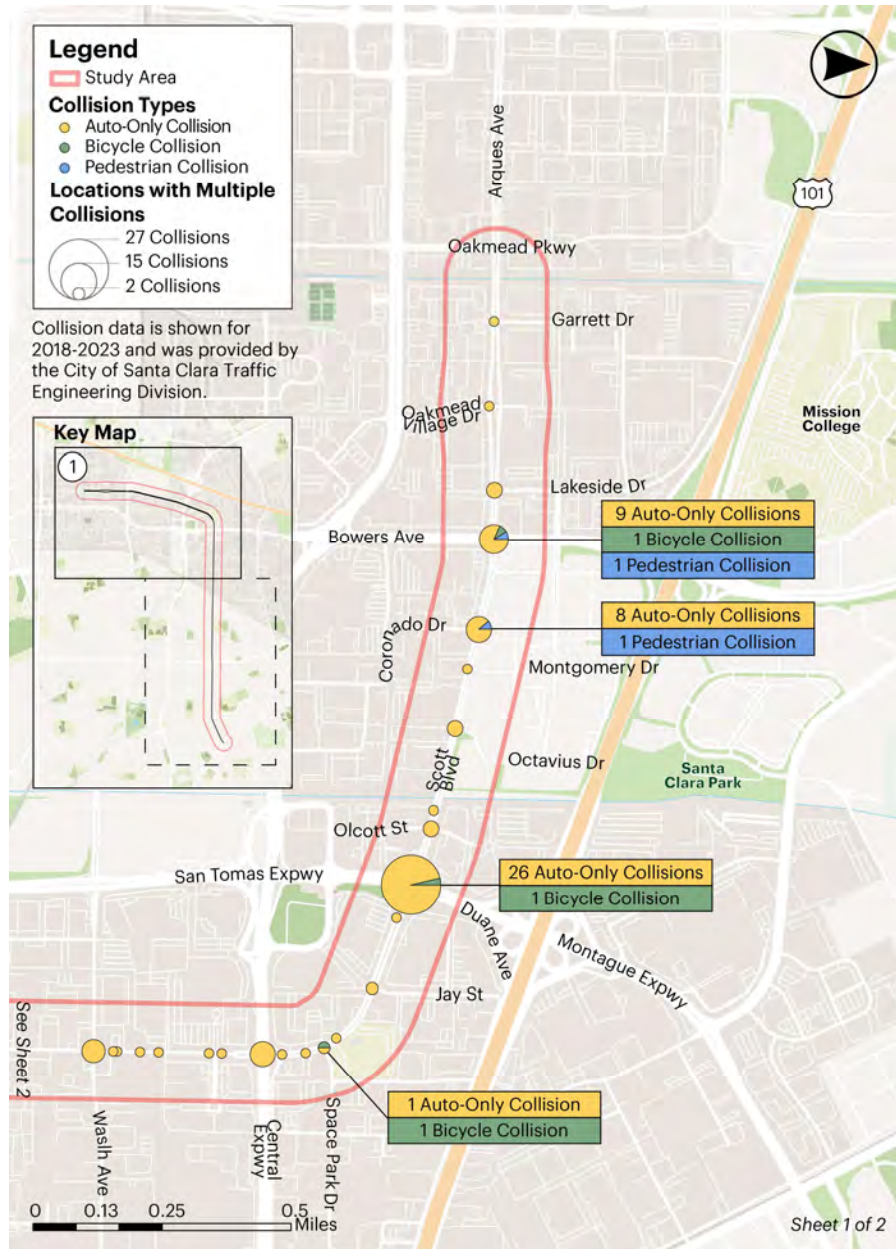 Legend
Study Area
Collision Types
Auto-Only Collision
Bicycle Collision
Pedestrian Collision
Locations with Multiple
Collisions
27 Collisions
15 Collisions
2 Collisions
Collision data is shown for
2018-2023 and was provided by
the City of Santa Clara Traffic
Engineering Division.
Key Map
1
Arques Ave
101
Oakmead Pkwy
Garrett Dr
Oakmead
Village Dr
Mission
College
Lakeside Dr
Bowers Ave
9 Auto-Only Collisions
1 Bicycle Collision
1 Pedestrian Collision
Coronado Dr
8 Auto-Only Collisions
1 Pedestrian Collision
Montgomery Dr
Scott
Blvd
Octavius Dr
Santa
Clara Park
Olcott St
San Tomas Expwy
26 Auto-Only Collisions
1 Bicycle Collision
Duane Ave
Montague Expwy
Jay St
See Sheet 2
1 Auto-Only Collision
1 Bicycle Collision
Waslh Ave
Central
Expwy
Space Park Dr
0 0.13 0.25 0.5
Miles
Sheet 1 of 2